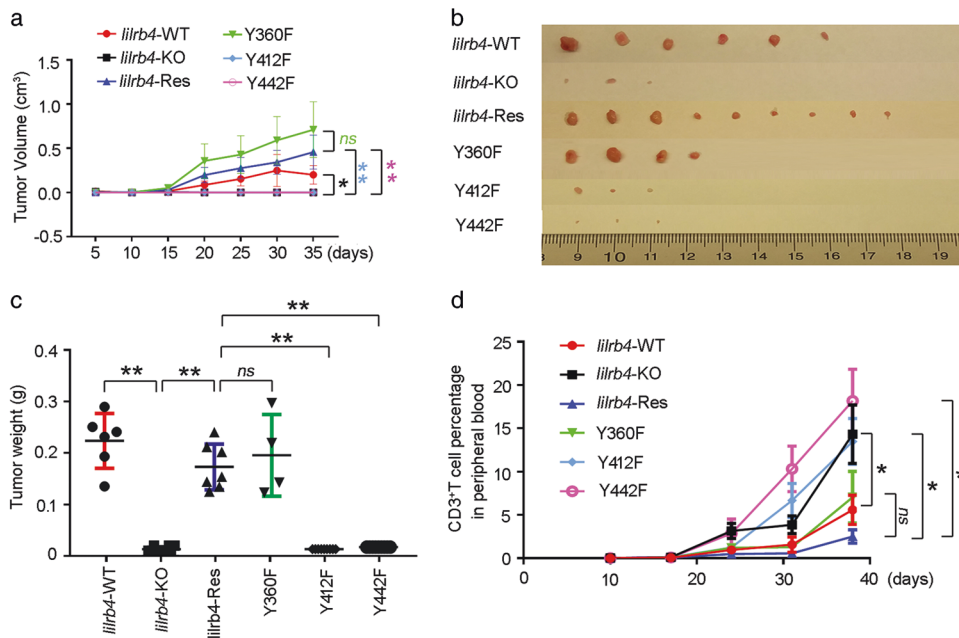 a
lilrb4-WT
lilrb4-KO
lilrb4-Res
Y360F
Y412F
Y442F
Tumor Volume (cm³)
1.5
1.0
0.5
0.0
-0.5
5 10 15 20 25 30 35 (days)
ns
*
**
**
b
lilrb4-WT
lilrb4-KO
lilrb4-Res
Y360F
Y412F
Y442F
9 10 11 12 13 14 15 16 17 18 19
c
Tumor weight (g)
0.4
0.3
0.2
0.1
0
** ** ns
**
**
lilrb4-WT
lilrb4-KO
lilrb4-Res
Y360F
Y412F
Y442F
d
CD3⁺T cell percentage
in peripheral blood
25
20
15
10
5
0
0 10 20 30 40 (days)
lilrb4-WT
lilrb4-KO
lilrb4-Res
Y360F
Y412F
Y442F
*
ns
*
*